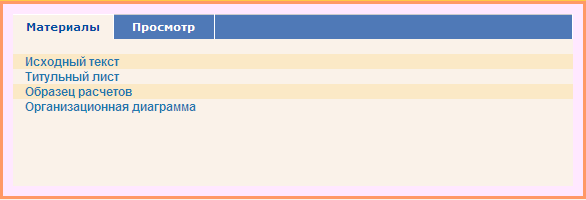 Материалы Просмотр
Исходный текст
Титульный лист
Образец расчетов
Организационная диаграмма